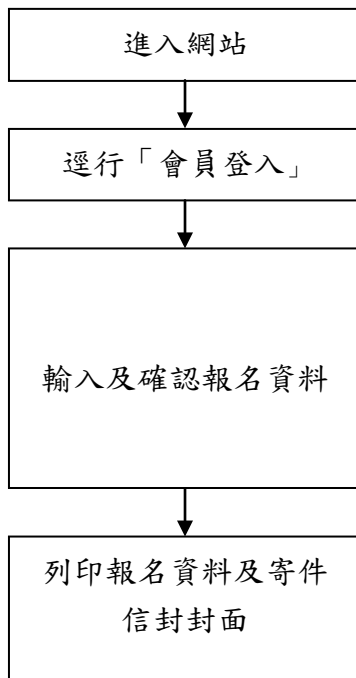 進入網站
逕行「會員登入」
輸入及確認報名資料
列印報名資料及寄件
信封封面